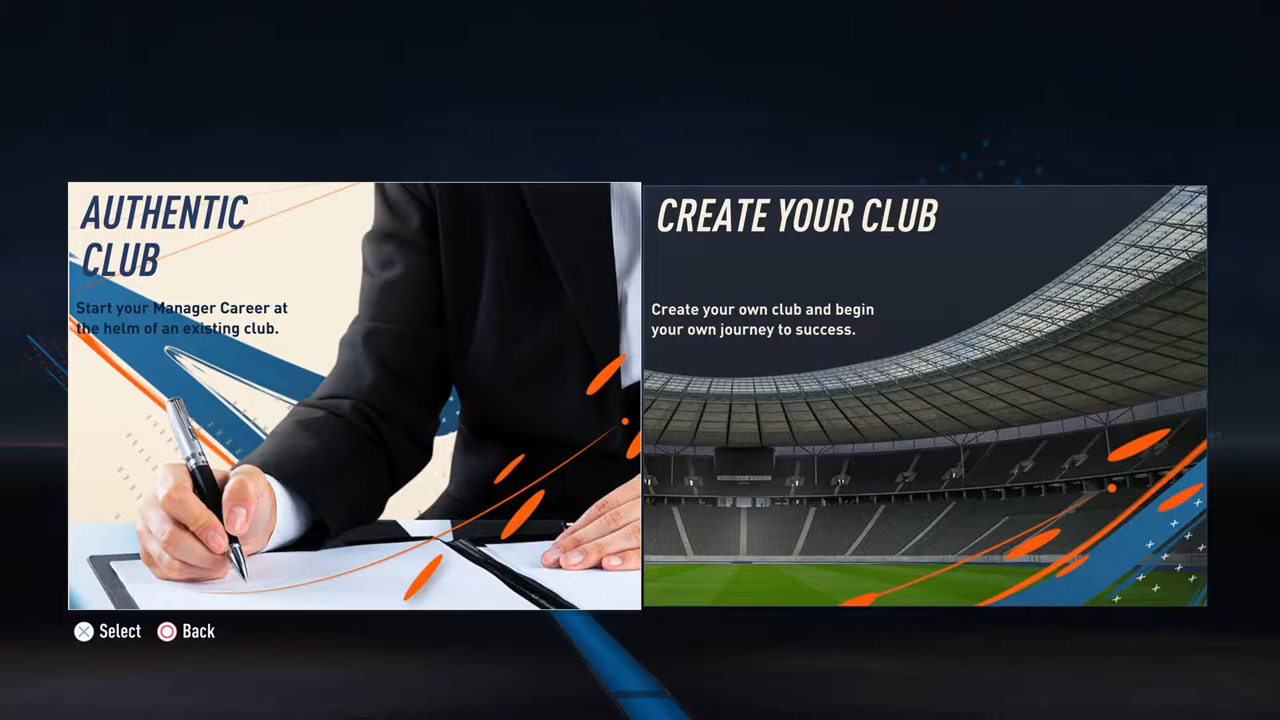 AUTHENTIC
CLUB
Start your Manager Career at
the helm of an existing club.
CREATE YOUR CLUB
Create your own club and begin
your own journey to success.
Select Back